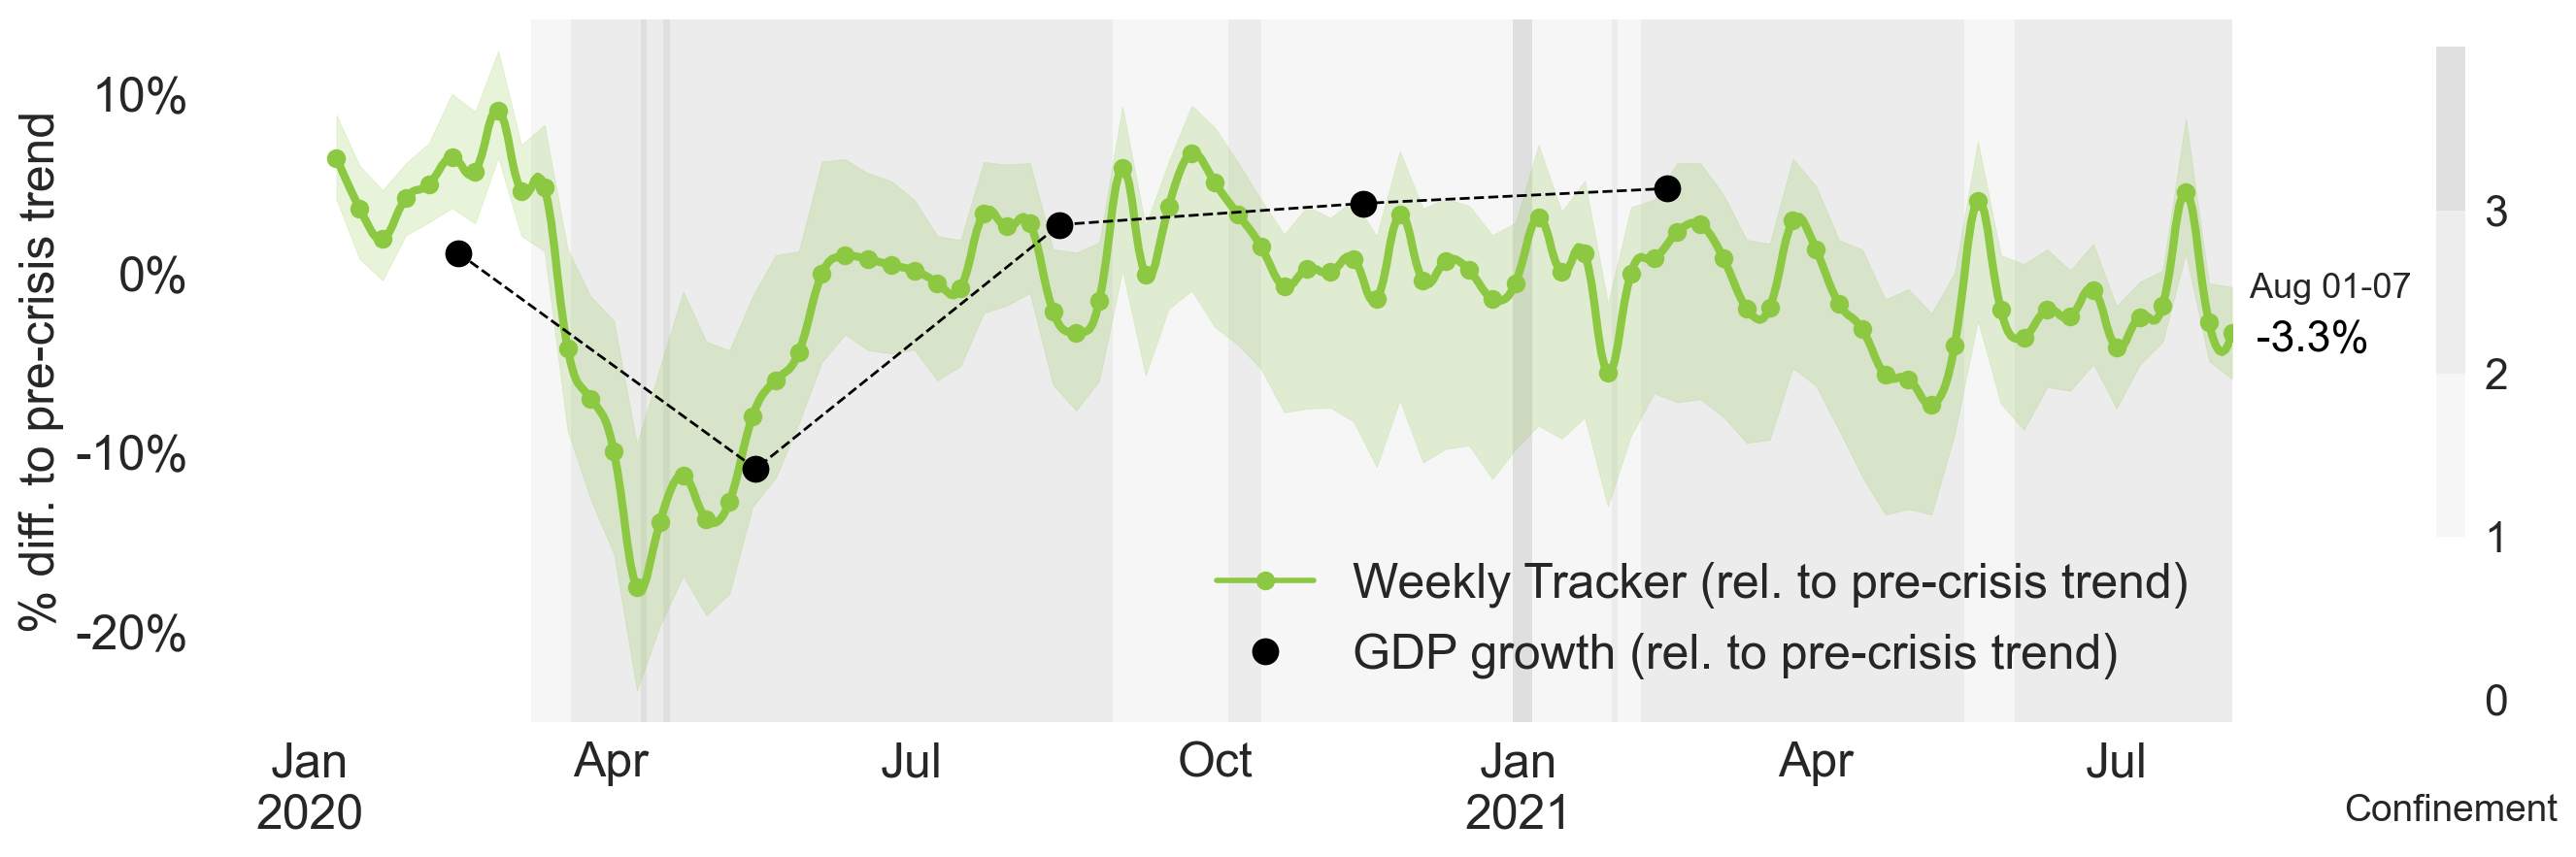 % diff. to pre-crisis trend
10%
0%
-10%
-20%
Jan
2020
Apr
Jul
Oct
Jan
2021
Apr
Jul
Weekly Tracker (rel. to pre-crisis trend)
GDP growth (rel. to pre-crisis trend)
Aug 01-07
-3.3%
3
2
1
0
Confinement